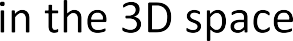 in the 3D space